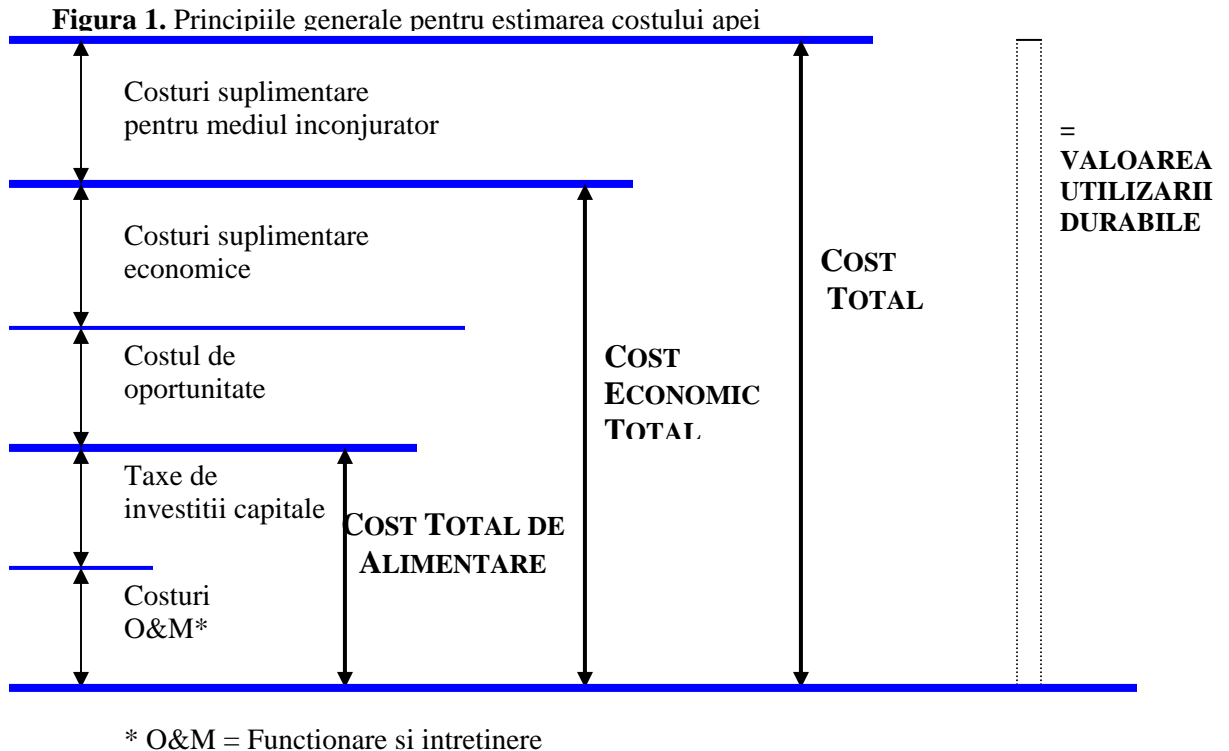 Figura 1. Principiile generale pentru estimarea costului apei
Costuri suplimentare
pentru mediul inconjurator
=
VALOAREA
UTILIZARII
DURABILE
Costuri suplimentare
economice
COST
TOTAL
Costul de
oportunitate
COST
ECONOMIC
TOTAL
Taxe de
investitii capitale
COST TOTAL DE
ALIMENTARE
Costuri
O&M*
* O&M = Functionare si intretinere